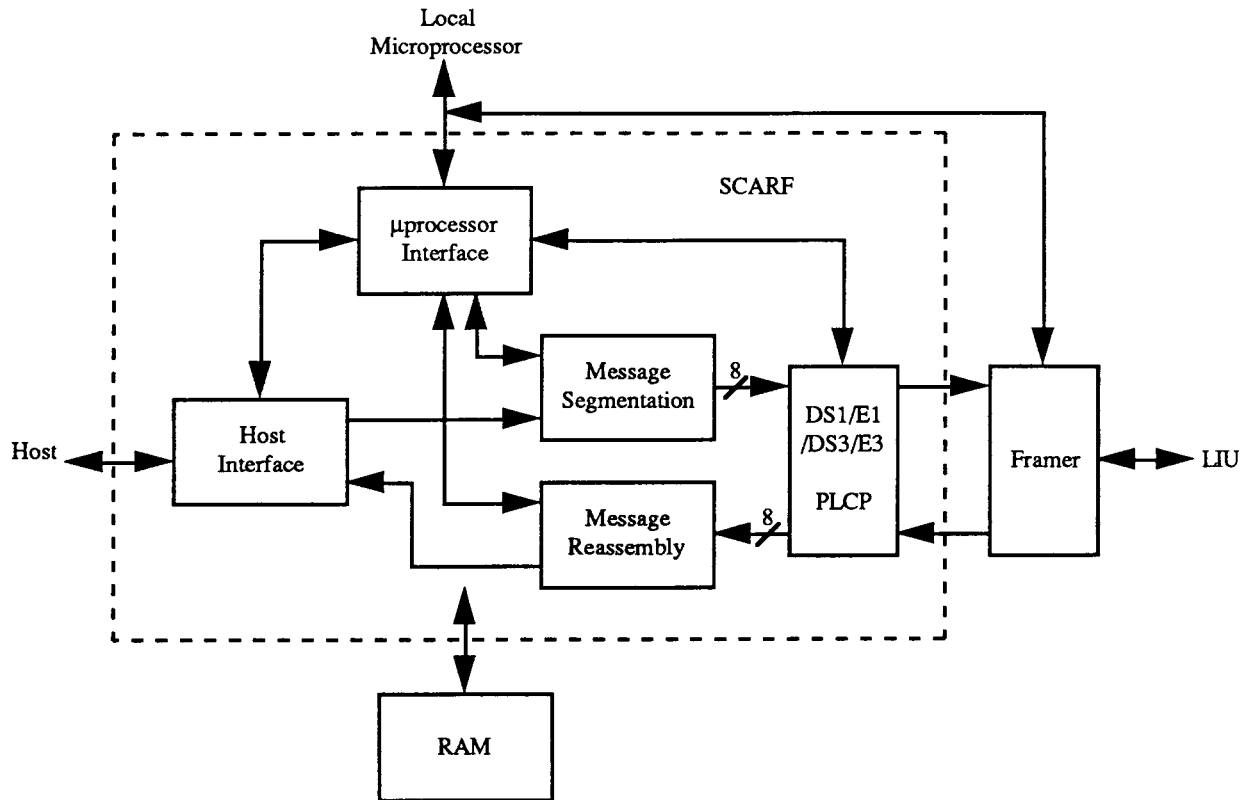 Local
Microprocessor
SCARF
µprocessor
Interface
Message
Segmentation
8
DS1/E1
/DS3/E3
PLCP
Framer
LIU
Host
Host
Interface
Message
Reassembly
8
RAM